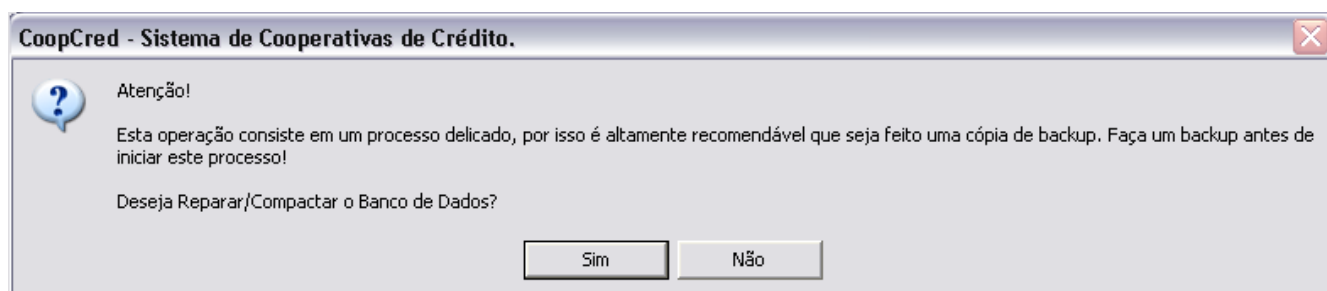 CoopCred - Sistema de Cooperativas de Crédito.
Atenção!
Esta operação consiste em um processo delicado, por isso é altamente recomendável que seja feito uma cópia de backup. Faça um backup antes de
iniciar este processo!
Deseja Reparar/Compactar o Banco de Dados?
Sim
Não